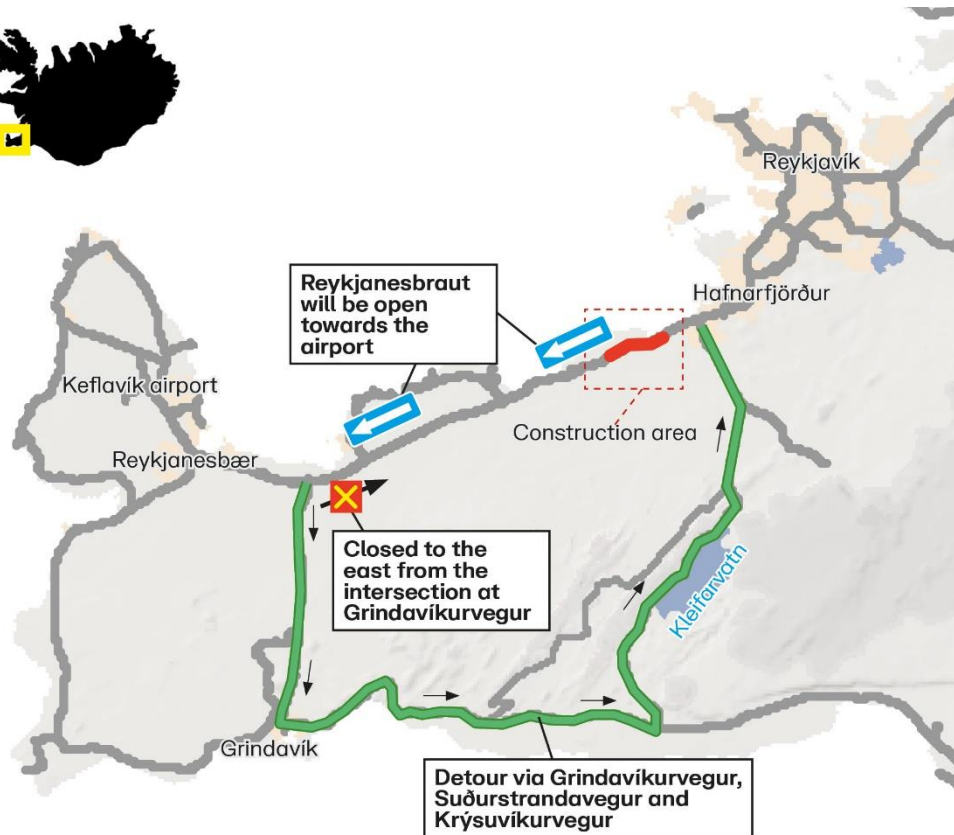 Reykjavík
Reykjanesbraut
will be open
towards the
airport
Hafnarfjörður
Keflavík airport
Construction area
Reykjanesbær
Closed to the
east from the
intersection at
Grindavíkurvegur
Kleifarvatn
Grindavík
Detour via Grindavíkurvegur,
Suðurstrandavegur and
Krýsuvíkurvegur